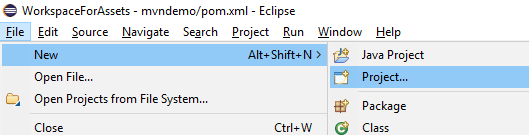 WorkspaceForAssets - mvndemo/pom.xml - Eclipse
File Edit Source Navigate Search Project Run Window Help
New Alt+Shift+N > Java Project
Open File... Project...
Open Projects from File System... Package
Close Ctrl+W Class